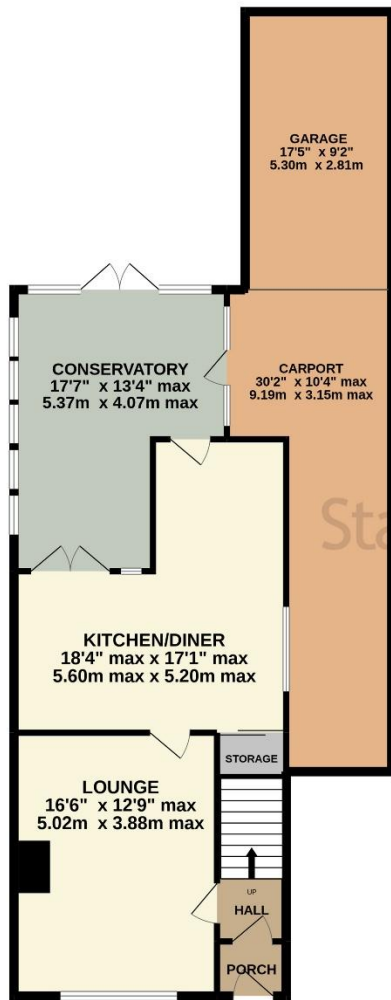 GARAGE
17'5" x 9'2"
5.30m x 2.81m
CONSERVATORY
17'7" x 13'4" max
5.37m x 4.07m max
CARPORT
30'2" x 10'4" max
9.19m x 3.15m max
Sta
KITCHEN/DINER
18'4" max x 17'1" max
5.60m max x 5.20m max
STORAGE
LOUNGE
16'6" x 12'9" max
5.02m x 3.88m max
UP
HALL
PORCH